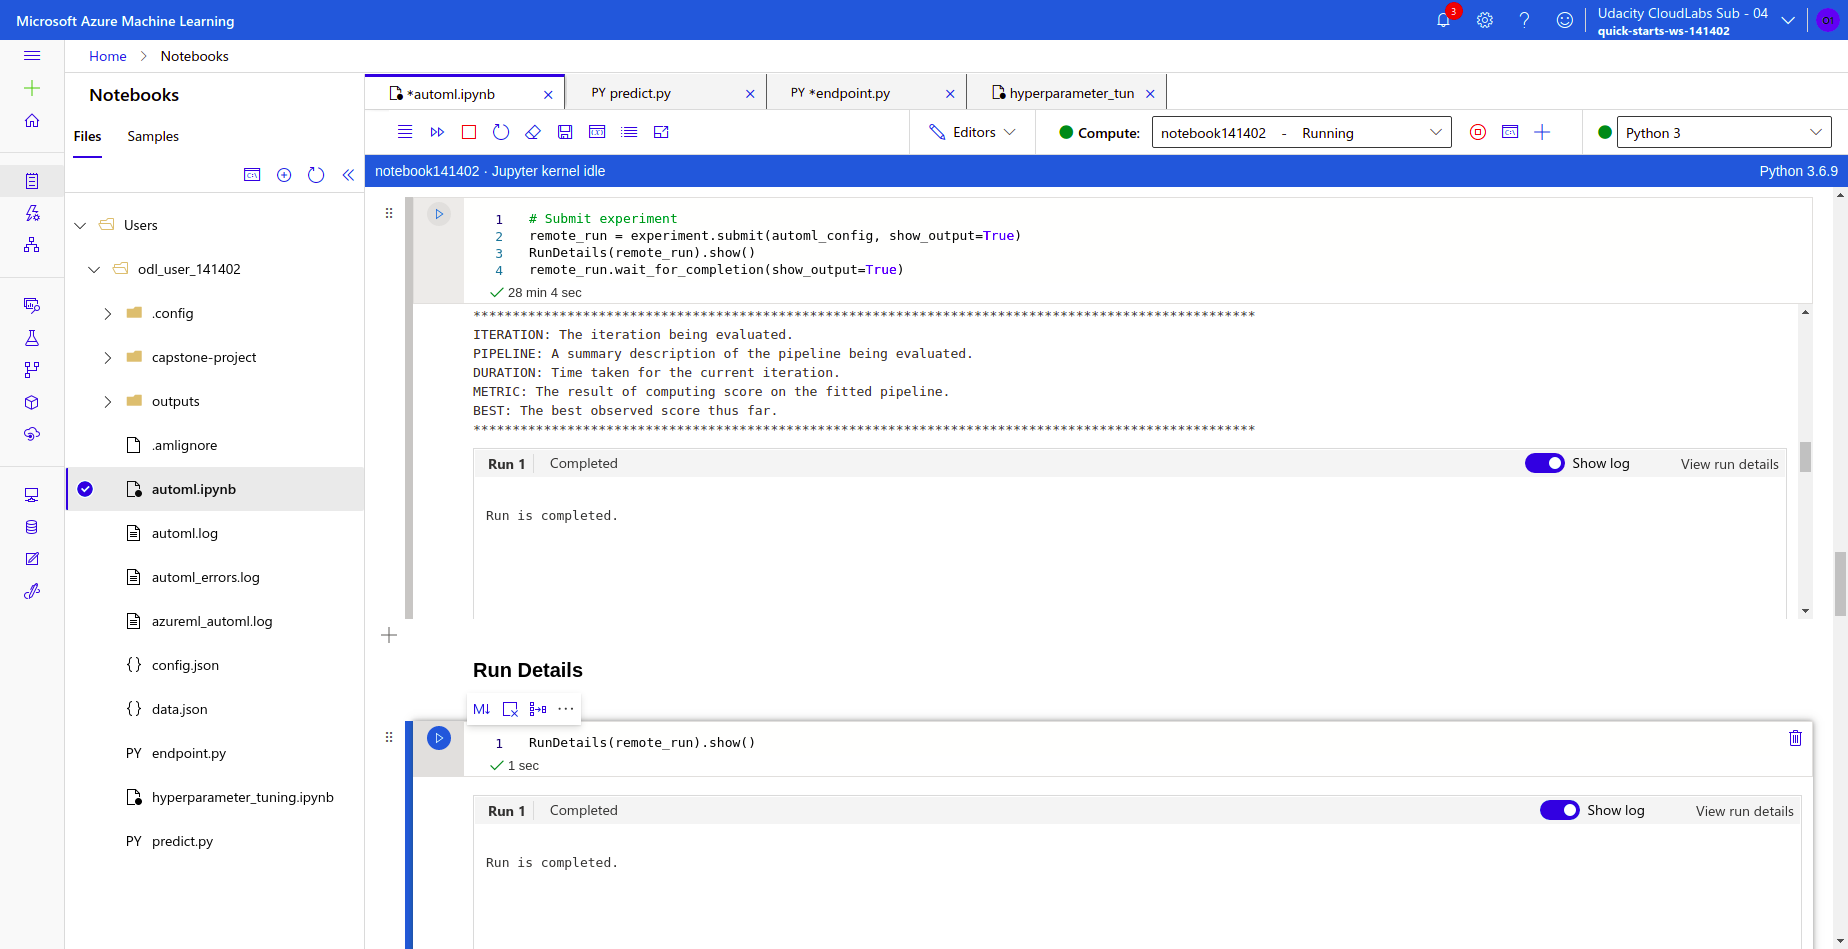 Microsoft Azure Machine Learning
3
Udacity CloudLabs Sub - 04
quick-starts-ws-141402
O1
Home
Notebooks
Notebooks
Files
Samples
Users
odl_user_141402
.config
capstone-project
outputs
.amlignore
automl.ipynb
automl.log
automl_errors.log
azureml_automl.log
{} config.json
{} data.json
PY endpoint.py
hyperparameter_tuning.ipynb
PY predict.py
*automl.ipynb
PY predict.py
PY *endpoint.py
hyperparameter_tun
Editors
Compute:
notebook141402 - Running
Python 3
notebook141402 · Jupyter kernel idle
Python 3.6.9
1 # Submit experiment
2 remote_run = experiment.submit(automl_config, show_output=True)
3 RunDetails(remote_run).show()
4 remote_run.wait_for_completion(show_output=True)
28 min 4 sec
****************************************************************************************************
ITERATION: The iteration being evaluated.
PIPELINE: A summary description of the pipeline being evaluated.
DURATION: Time taken for the current iteration.
METRIC: The result of computing score on the fitted pipeline.
BEST: The best observed score thus far.
****************************************************************************************************
Run 1
Completed
Show log
View run details
Run is completed.
Run Details
M↓
1 RunDetails(remote_run).show()
1 sec
Run 1
Completed
Show log
View run details
Run is completed.